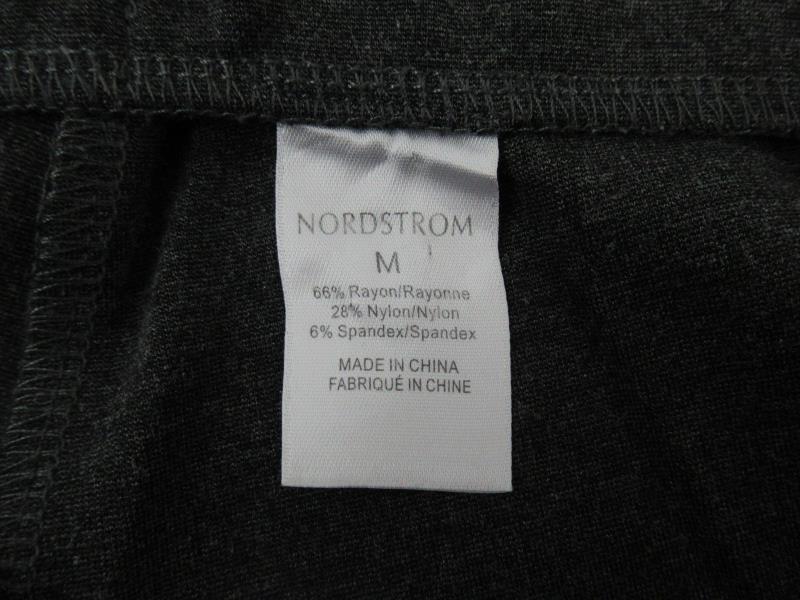 NORDSTROM
M
66% Rayon/Rayonne
28% Nylon/Nylon
6% Spandex/Spandex
MADE IN CHINA
FABRIQUÉ IN CHINE